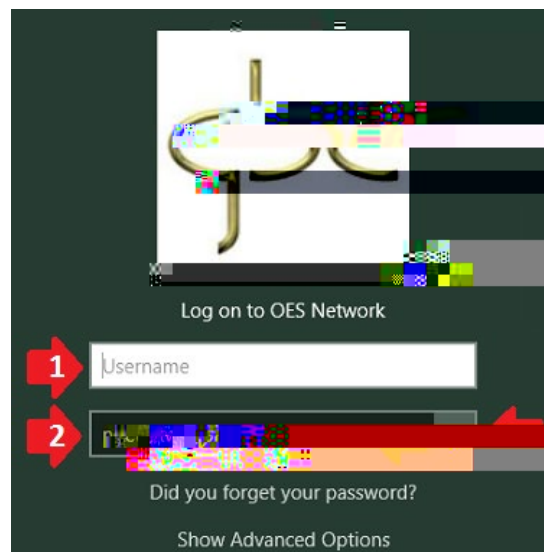 Log on to OES Network
1
Username
2
Did you forget your password?
Show Advanced Options